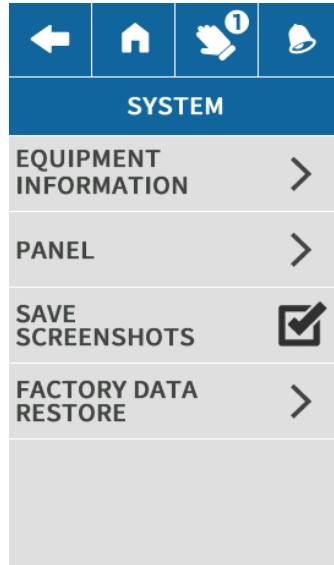 1
SYSTEM
EQUIPMENT
INFORMATION
PANEL
SAVE
SCREENSHOTS
FACTORY DATA
RESTORE